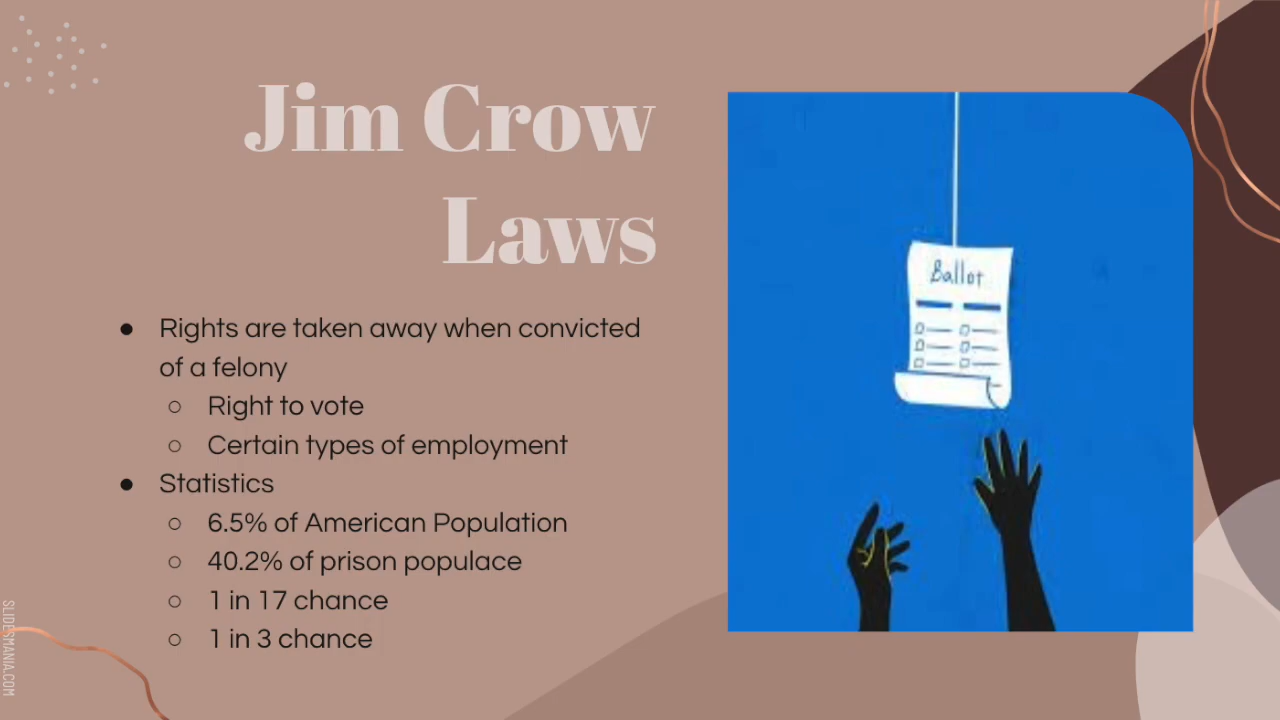 Jim Crow
Laws
● Rights are taken away when convicted
of a felony
○ Right to vote
○ Certain types of employment
● Statistics
○ 6.5% of American Population
○ 40.2% of prison populace
○ 1 in 17 chance
○ 1 in 3 chance
Ballot
SLIDESMANIA.COM